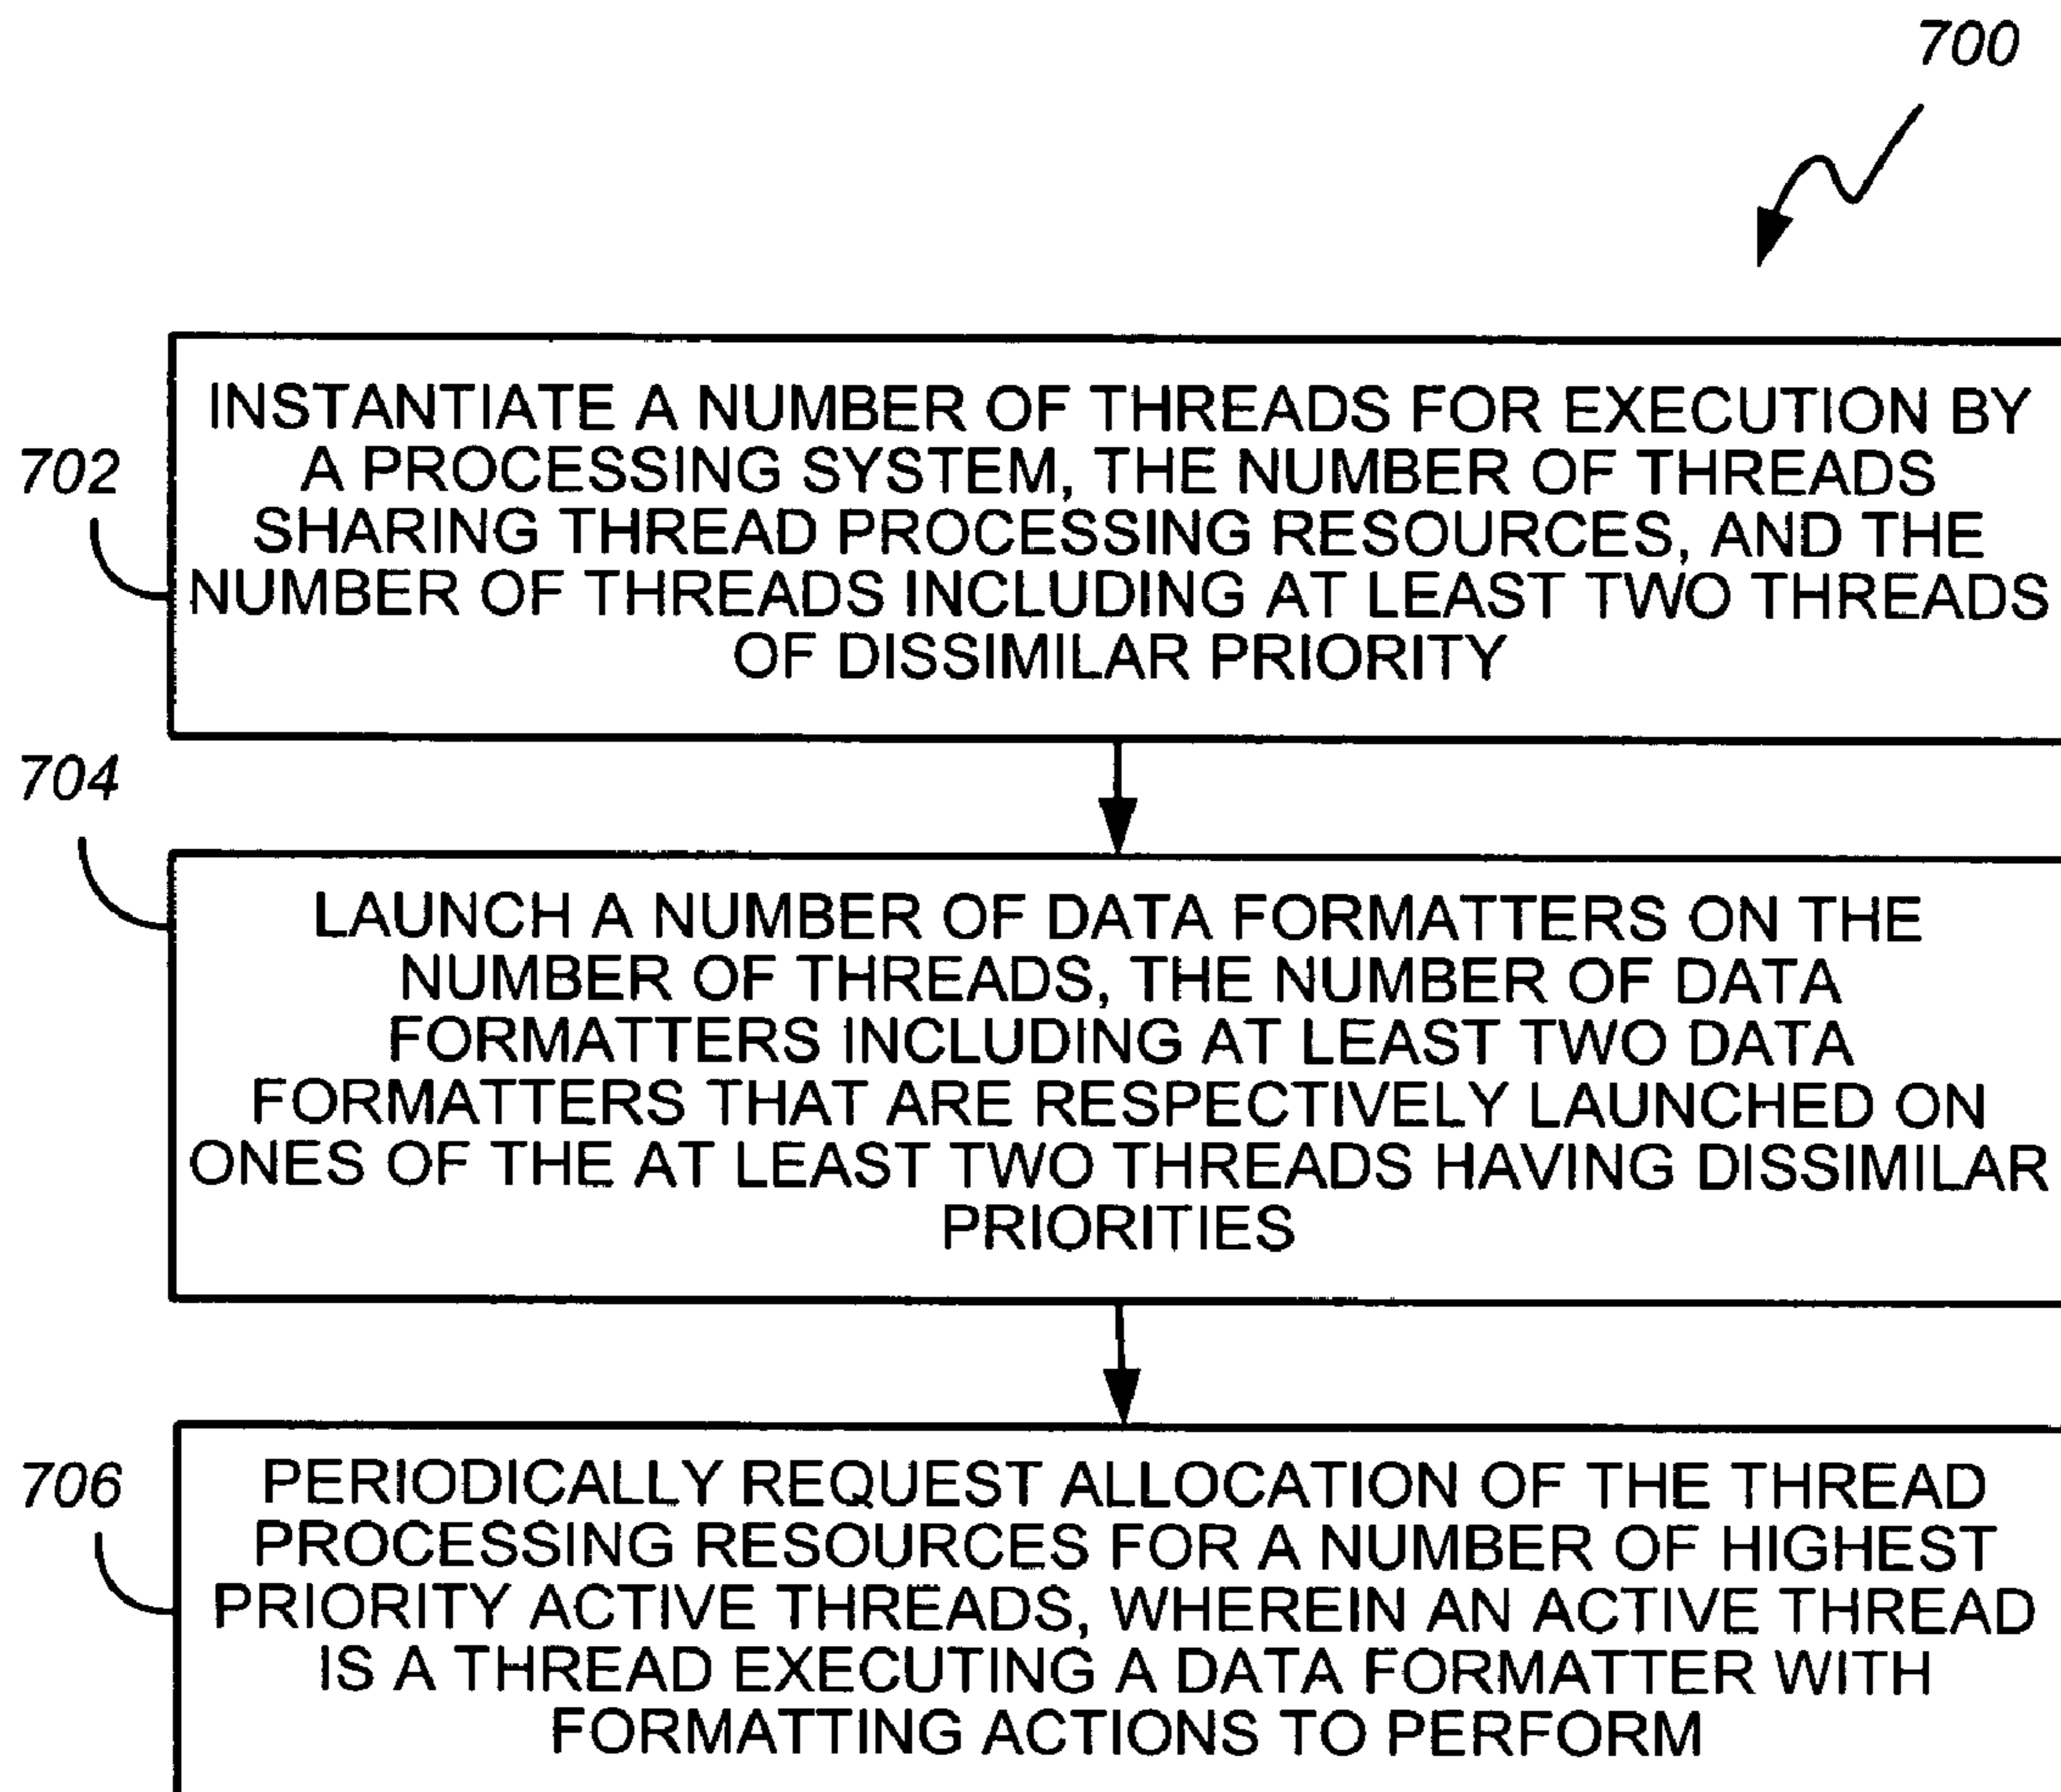 700
702
INSTANTIATE A NUMBER OF THREADS FOR EXECUTION BY
A PROCESSING SYSTEM, THE NUMBER OF THREADS
SHARING THREAD PROCESSING RESOURCES, AND THE
NUMBER OF THREADS INCLUDING AT LEAST TWO THREADS
OF DISSIMILAR PRIORITY
704
LAUNCH A NUMBER OF DATA FORMATTERS ON THE
NUMBER OF THREADS, THE NUMBER OF DATA
FORMATTERS INCLUDING AT LEAST TWO DATA
FORMATTERS THAT ARE RESPECTIVELY LAUNCHED ON
ONES OF THE AT LEAST TWO THREADS HAVING DISSIMILAR
PRIORITIES
706
PERIODICALLY REQUEST ALLOCATION OF THE THREAD
PROCESSING RESOURCES FOR A NUMBER OF HIGHEST
PRIORITY ACTIVE THREADS, WHEREIN AN ACTIVE THREAD
IS A THREAD EXECUTING A DATA FORMATTER WITH
FORMATTING ACTIONS TO PERFORM